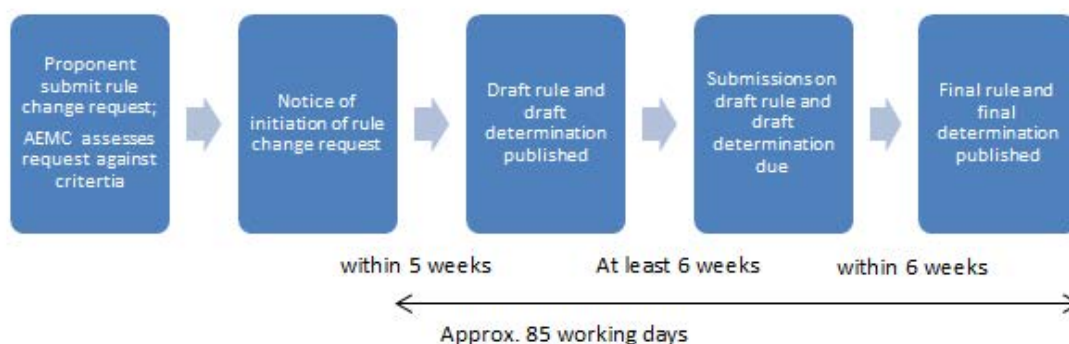 Proponent
submit rule
change request;
AEMC assesses
request against
critertia
Notice of
initiation of rule
change request
Draft rule and
draft
determination
published
Submissions on
draft rule and
draft
determination
due
Final rule and
final
determination
published
within 5 weeks
At least 6 weeks
within 6 weeks
Approx. 85 working days